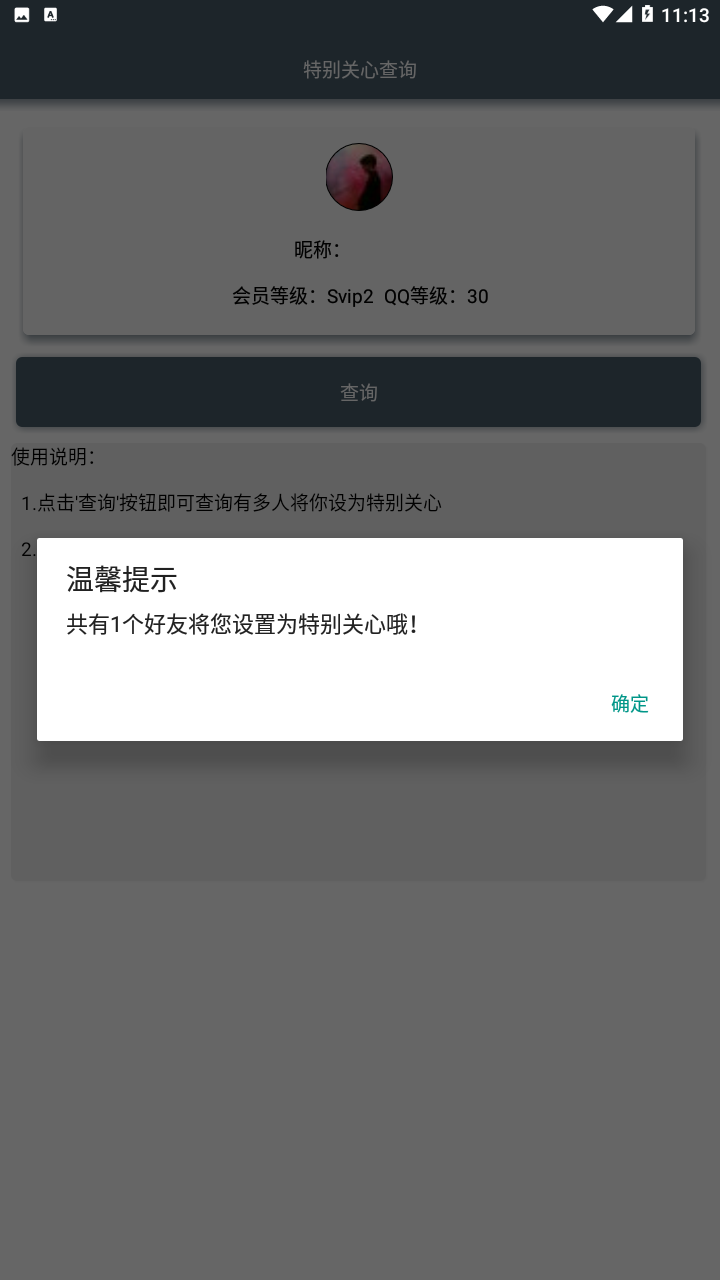 11:13
特别关心查询
昵称：
会员等级：Svip2 QQ等级：30
查询
使用说明：
1.点击'查询'按钮即可查询有多人将你设为特别关心
2.
温馨提示
共有1个好友将您设置为特别关心哦！
确定